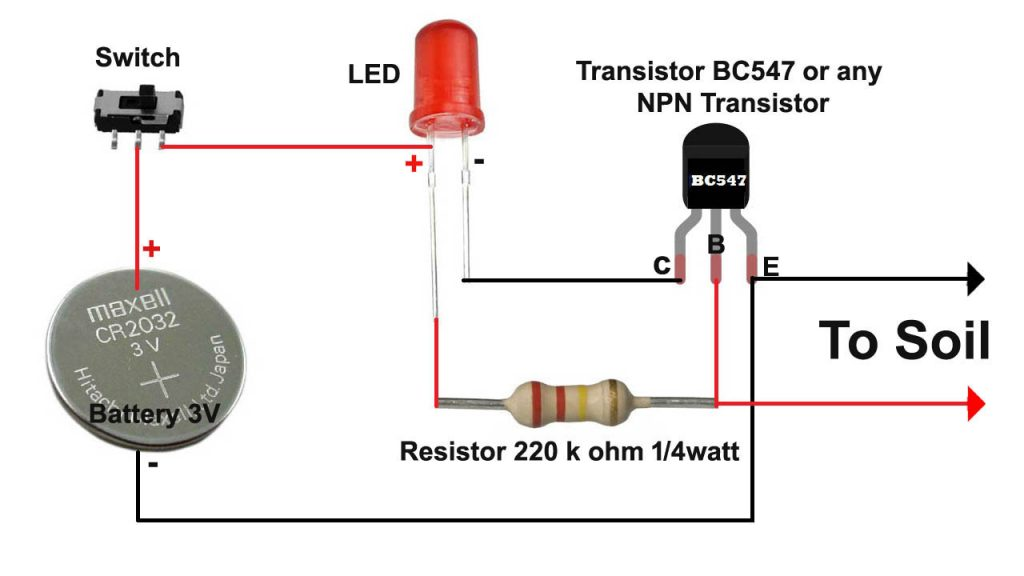 Switch
LED
Transistor BC547 or any
NPN Transistor
+
-
BC547
B
C
E
+
maxell
CR2032
3 V
+
Battery 3V
-
To Soil
Resistor 220 k ohm 1/4watt